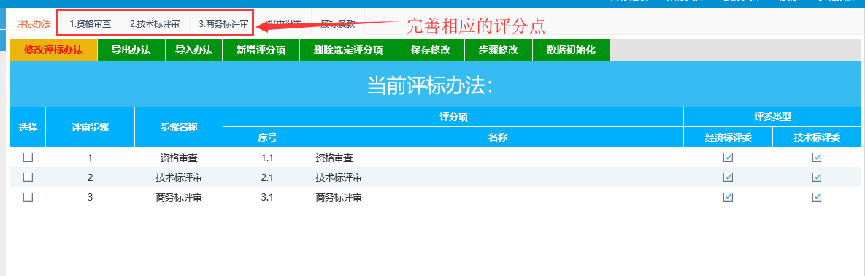 评标办法 1.资格审查 2.技术标评审 3.商务标评审
完善相应的评分点
修改评标办法 导出办法 导入办法 新增评分项 删除选定评分项 保存修改 步骤修改 数据初始化
当前评标办法：
选择 评审步骤 步骤名称 评分项 评委类型
序号 名称 经济标评委 技术标评委
1 资格审查 1.1 资格审查
2 技术标评审 2.1 技术标评审
3 商务标评审 3.1 商务标评审